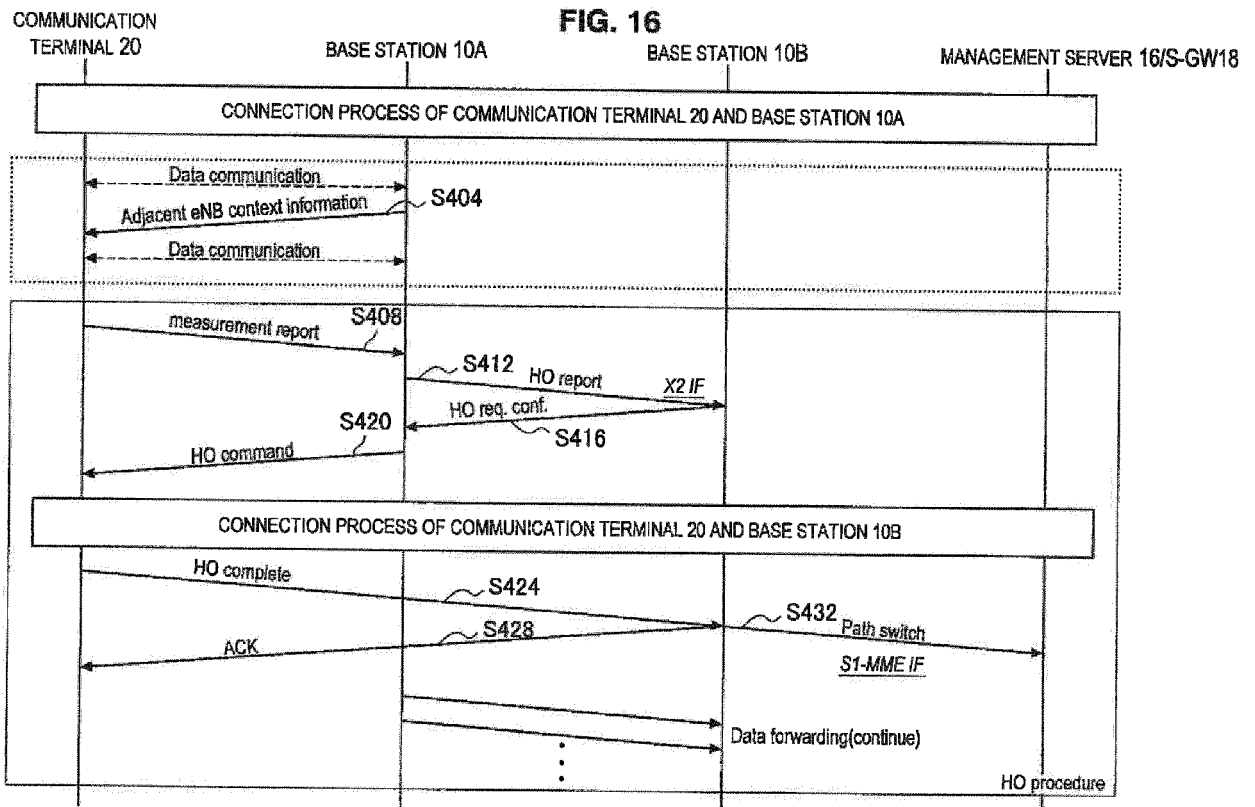 FIG. 16
COMMUNICATION
TERMINAL 20
BASE STATION 10A
BASE STATION 10B
MANAGEMENT SERVER 16/S-GW18
CONNECTION PROCESS OF COMMUNICATION TERMINAL 20 AND BASE STATION 10A
Data communication
S404
Adjacent eNB context information
Data communication
S408
measurement report
S412
HO report
X2 IF
HO req. conf.
S416
S420
HO command
CONNECTION PROCESS OF COMMUNICATION TERMINAL 20 AND BASE STATION 10B
HO complete
S424
S432
Path switch
S428
ACK
S1-MME IF
Data forwarding(continue)
HO procedure